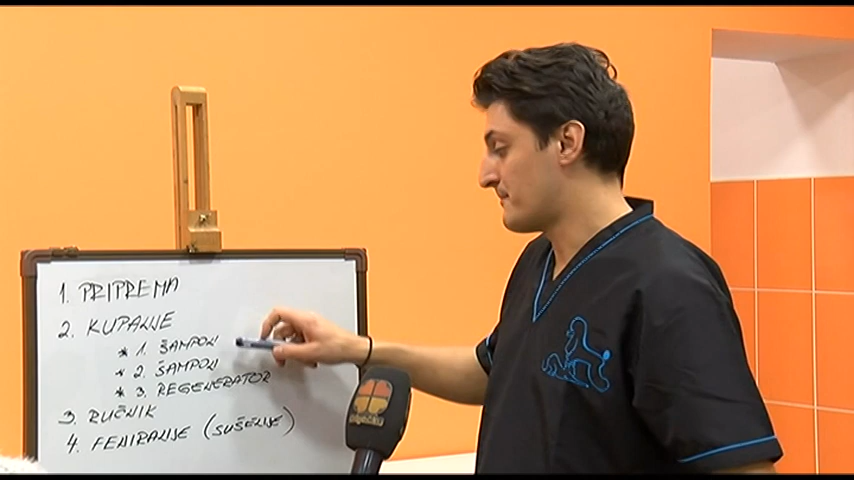 1. PRIPREMA
2. KUPANJE
* 1. ŠAMPON
* 2. ŠAMPON
* 3. REGENERATOR
3. RUČNIK
4. FENIRANJE (SUŠENJE)